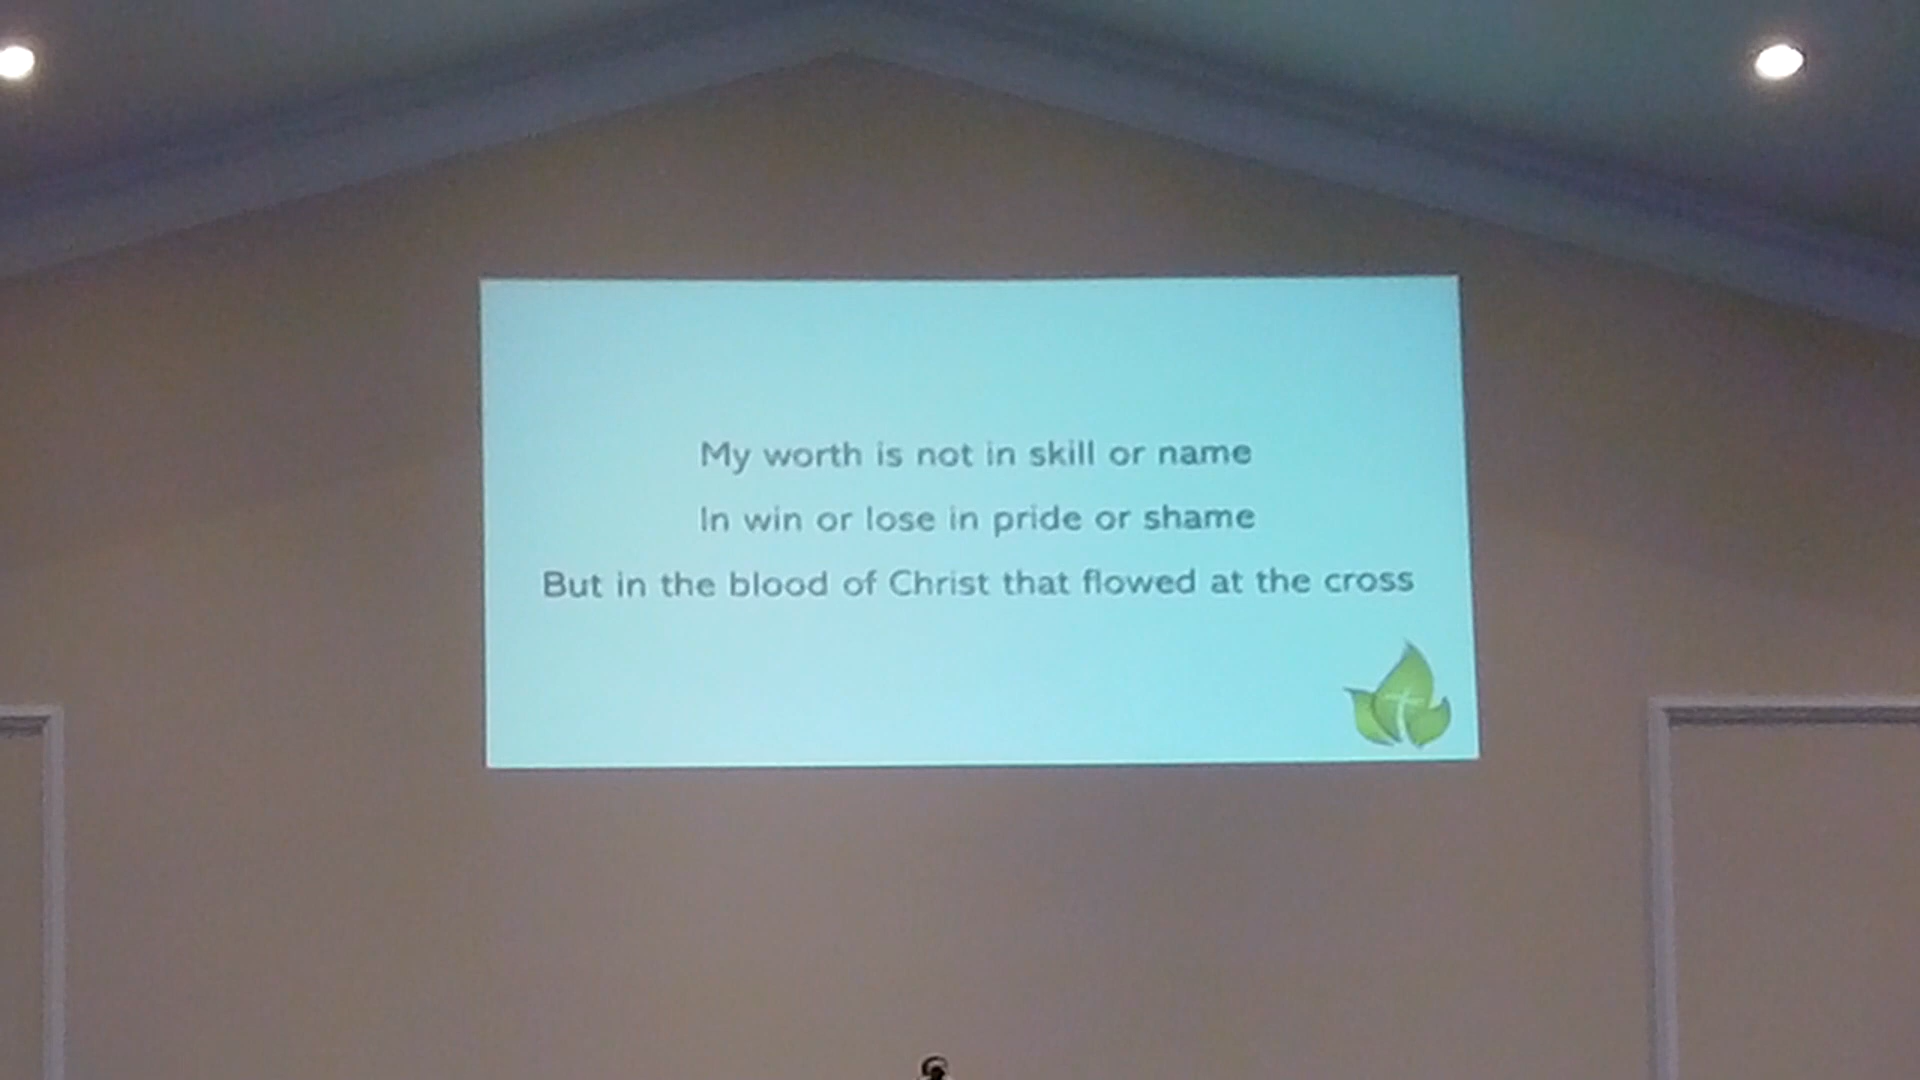 My worth is not in skill or name
In win or lose in pride or shame
But in the blood of Christ that flowed at the cross